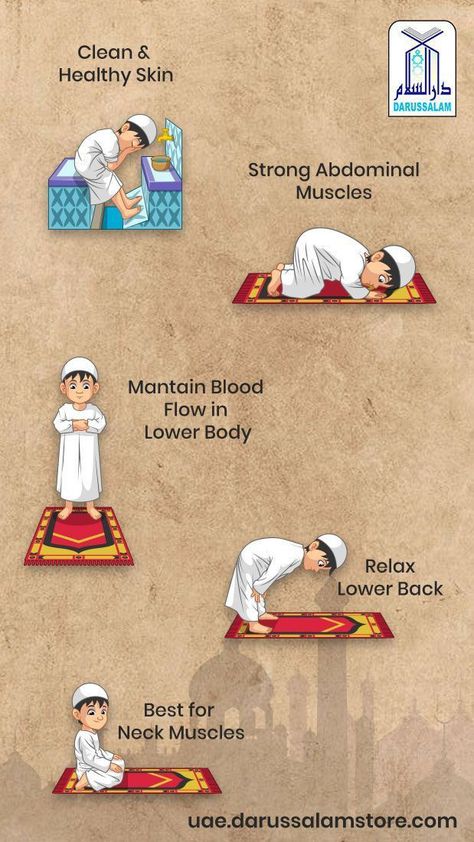 Clean &
Healthy Skin
دارالسلام
DARUSSALAM
Strong Abdominal
Muscles
Mantain Blood
Flow in
Lower Body
Relax
Lower Back
Best for
Neck Muscles
uae.darussalamstore.com